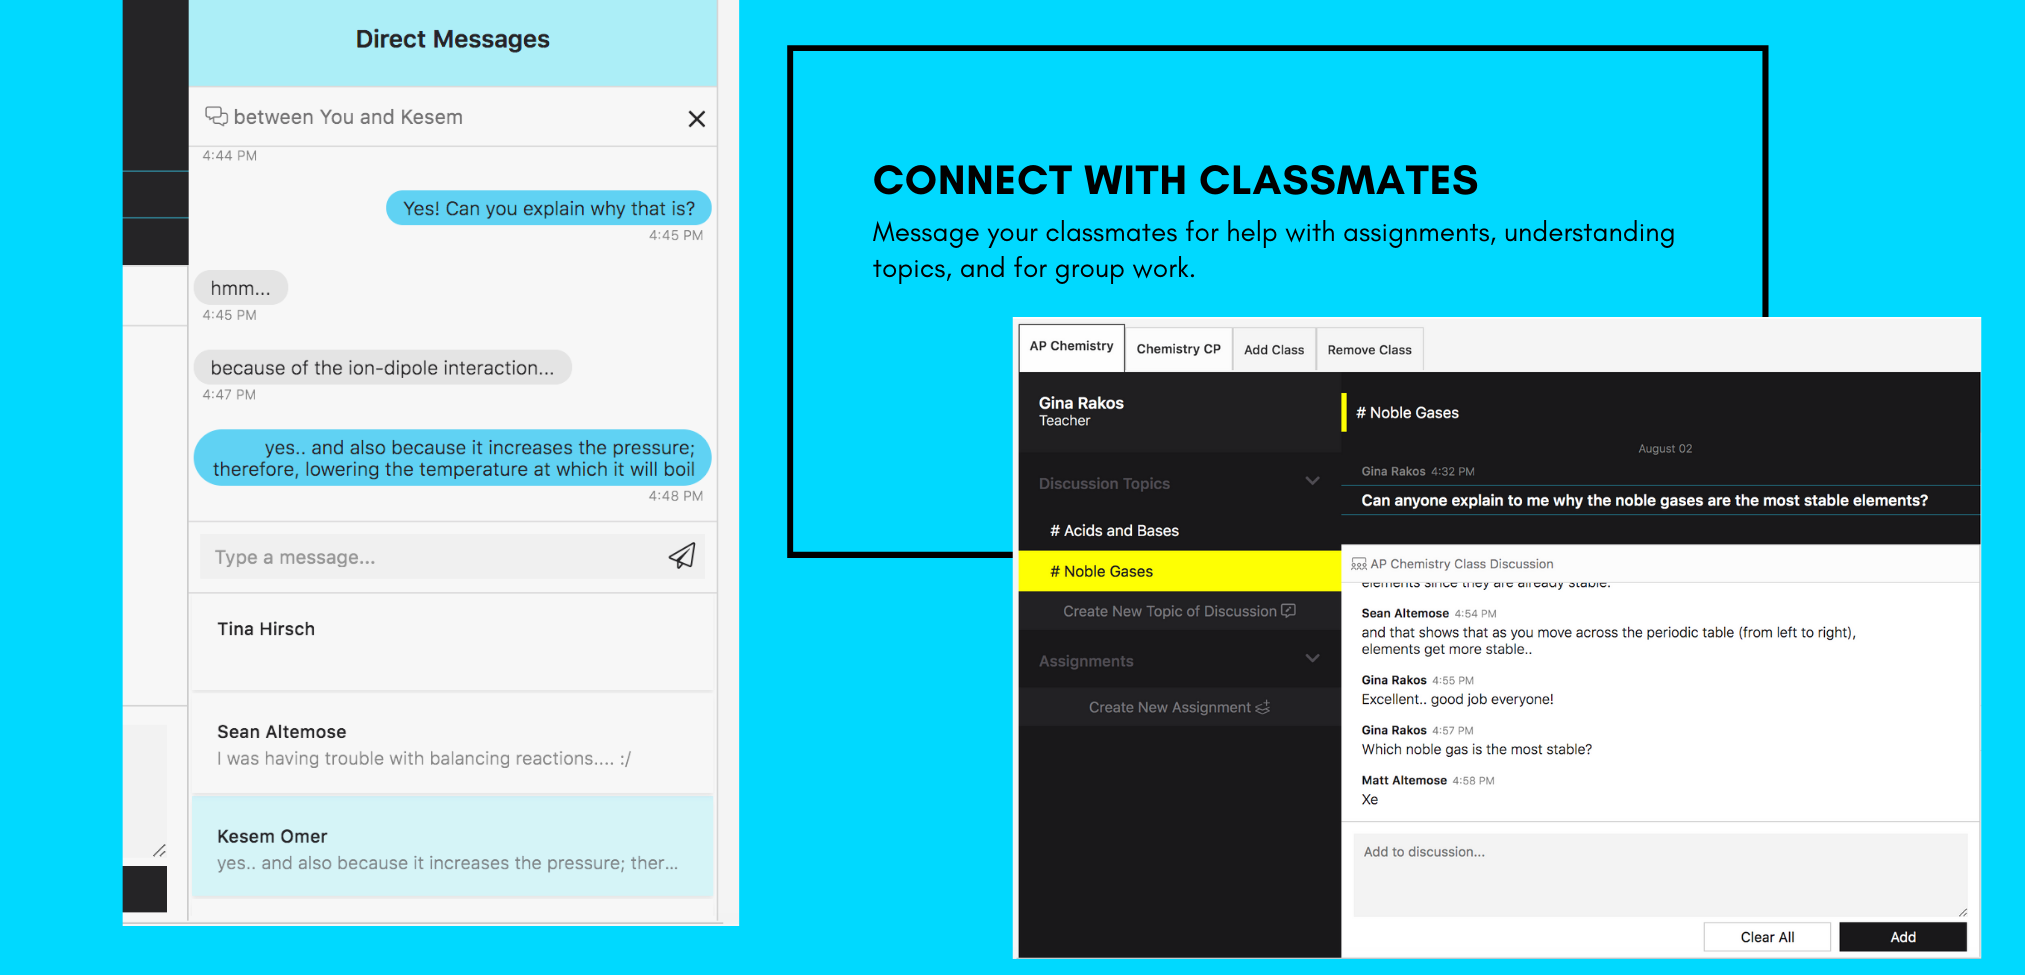 Direct Messages
between You and Kesem
4:44 PM
Yes! Can you explain why that is?
4:45 PM
hmm...
4:45 PM
because of the ion-dipole interaction...
4:47 PM
yes.. and also because it increases the pressure;
therefore, lowering the temperature at which it will boil
4:48 PM
Type a message...
Tina Hirsch
Sean Altemose
I was having trouble with balancing reactions.... :/
Kesem Omer
yes.. and also because it increases the pressure; ther...
CONNECT WITH CLASSMATES
Message your classmates for help with assignments, understanding
topics, and for group work.
AP Chemistry
Chemistry CP
Add Class
Remove Class
Gina Rakos
Teacher
Discussion Topics
# Acids and Bases
# Noble Gases
Create New Topic of Discussion
Assignments
Create New Assignment
# Noble Gases
August 02
Gina Rakos 4:32 PM
Can anyone explain to me why the noble gases are the most stable elements?
AP Chemistry Class Discussion
elements since they are already stable.
Sean Altemose 4:54 PM
and that shows that as you move across the periodic table (from left to right),
elements get more stable..
Gina Rakos 4:55 PM
Excellent.. good job everyone!
Gina Rakos 4:57 PM
Which noble gas is the most stable?
Matt Altemose 4:58 PM
Xe
Add to discussion...
Clear All
Add